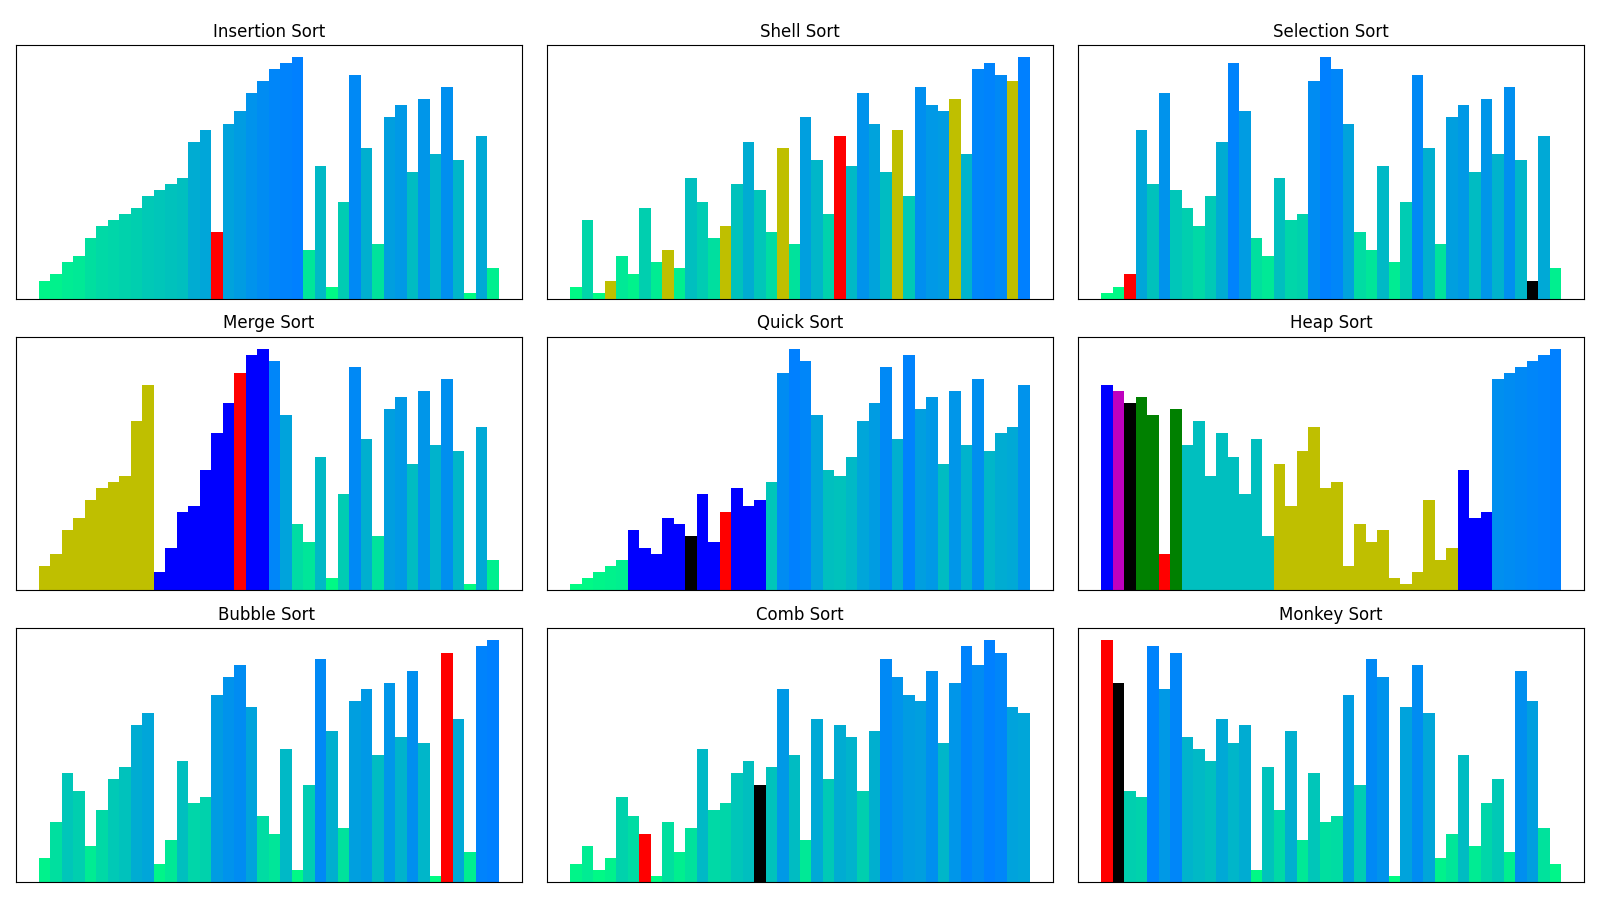 Insertion Sort
Shell Sort
Selection Sort
Merge Sort
Quick Sort
Heap Sort
Bubble Sort
Comb Sort
Monkey Sort